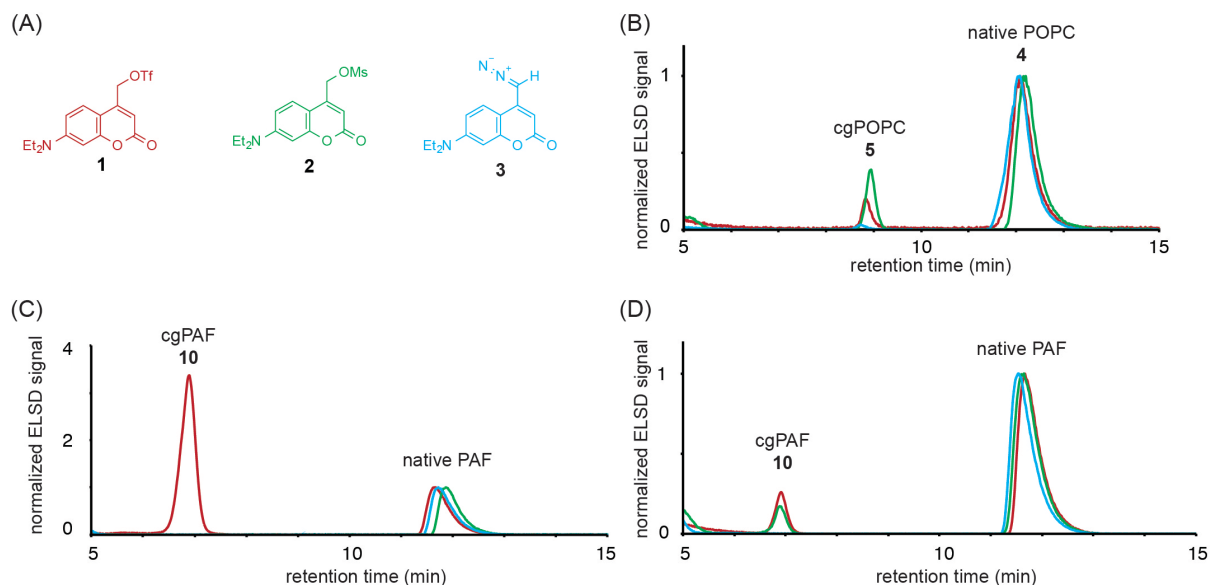 (A)
OTf
Et2N
O
O
1
OMs
Et2N
O
O
2
N-
N+
H
Et2N
O
O
3
(B)
native POPC
4
cgPOPC
5
normalized ELSD signal
1
0
5
10
15
retention time (min)
(C)
cgPAF
10
native PAF
normalized ELSD signal
4
2
0
5
10
15
retention time (min)
(D)
native PAF
cgPAF
10
normalized ELSD signal
1
0
5
10
15
retention time (min)